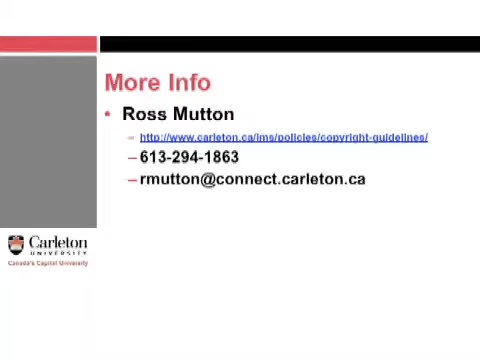 More Info
• Ross Mutton
– http://www.carleton.ca/ims/policies/copyright-guidelines/
– 613-294-1863
– rmutton@connect.carleton.ca
Carleton
UNIVERSITY
Canada's Capital University